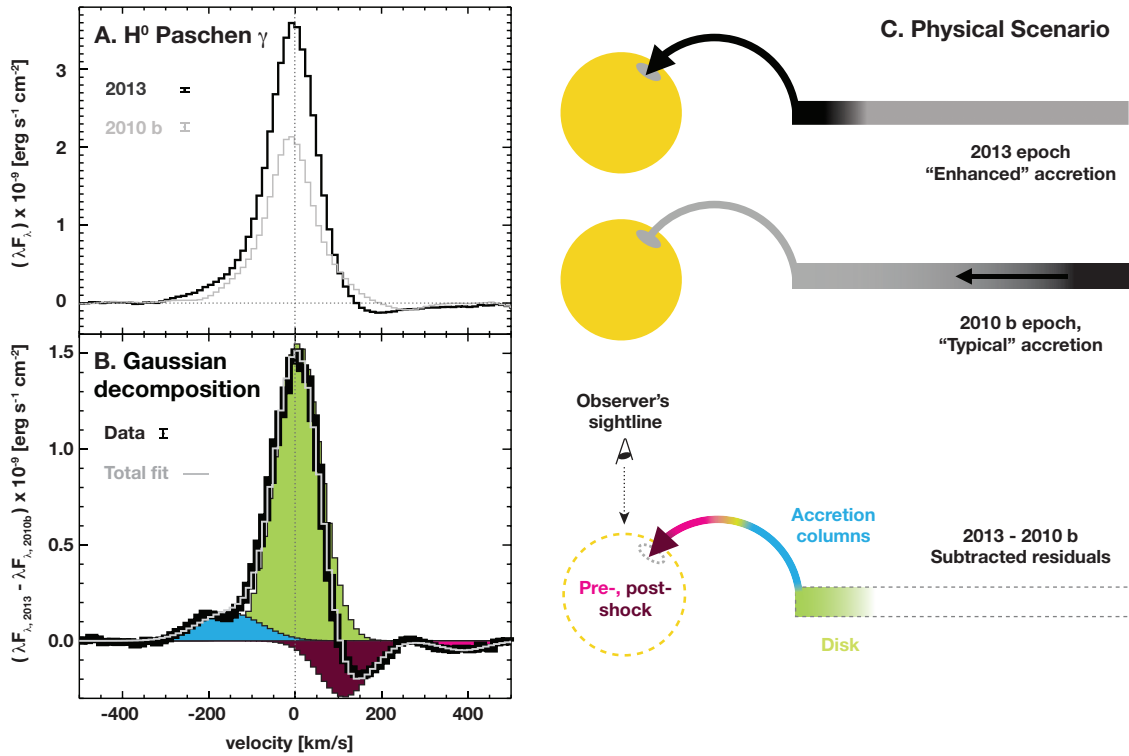 A. H⁰ Paschen γ
2013
2010 b
( λFλ ) x 10⁻⁹ [erg s⁻¹ cm⁻²]
3
2
1
0
B. Gaussian
decomposition
Data
Total fit
( λFλ, 2013 - λFλ, 2010b ) x 10⁻⁹ [erg s⁻¹ cm⁻²]
1.5
1.0
0.5
0.0
-400 -200 0 200 400
velocity [km/s]
C. Physical Scenario
2013 epoch
“Enhanced” accretion
2010 b epoch,
“Typical” accretion
Observer’s
sightline
Accretion
columns
2013 - 2010 b
Subtracted residuals
Pre-, post-
shock
Disk